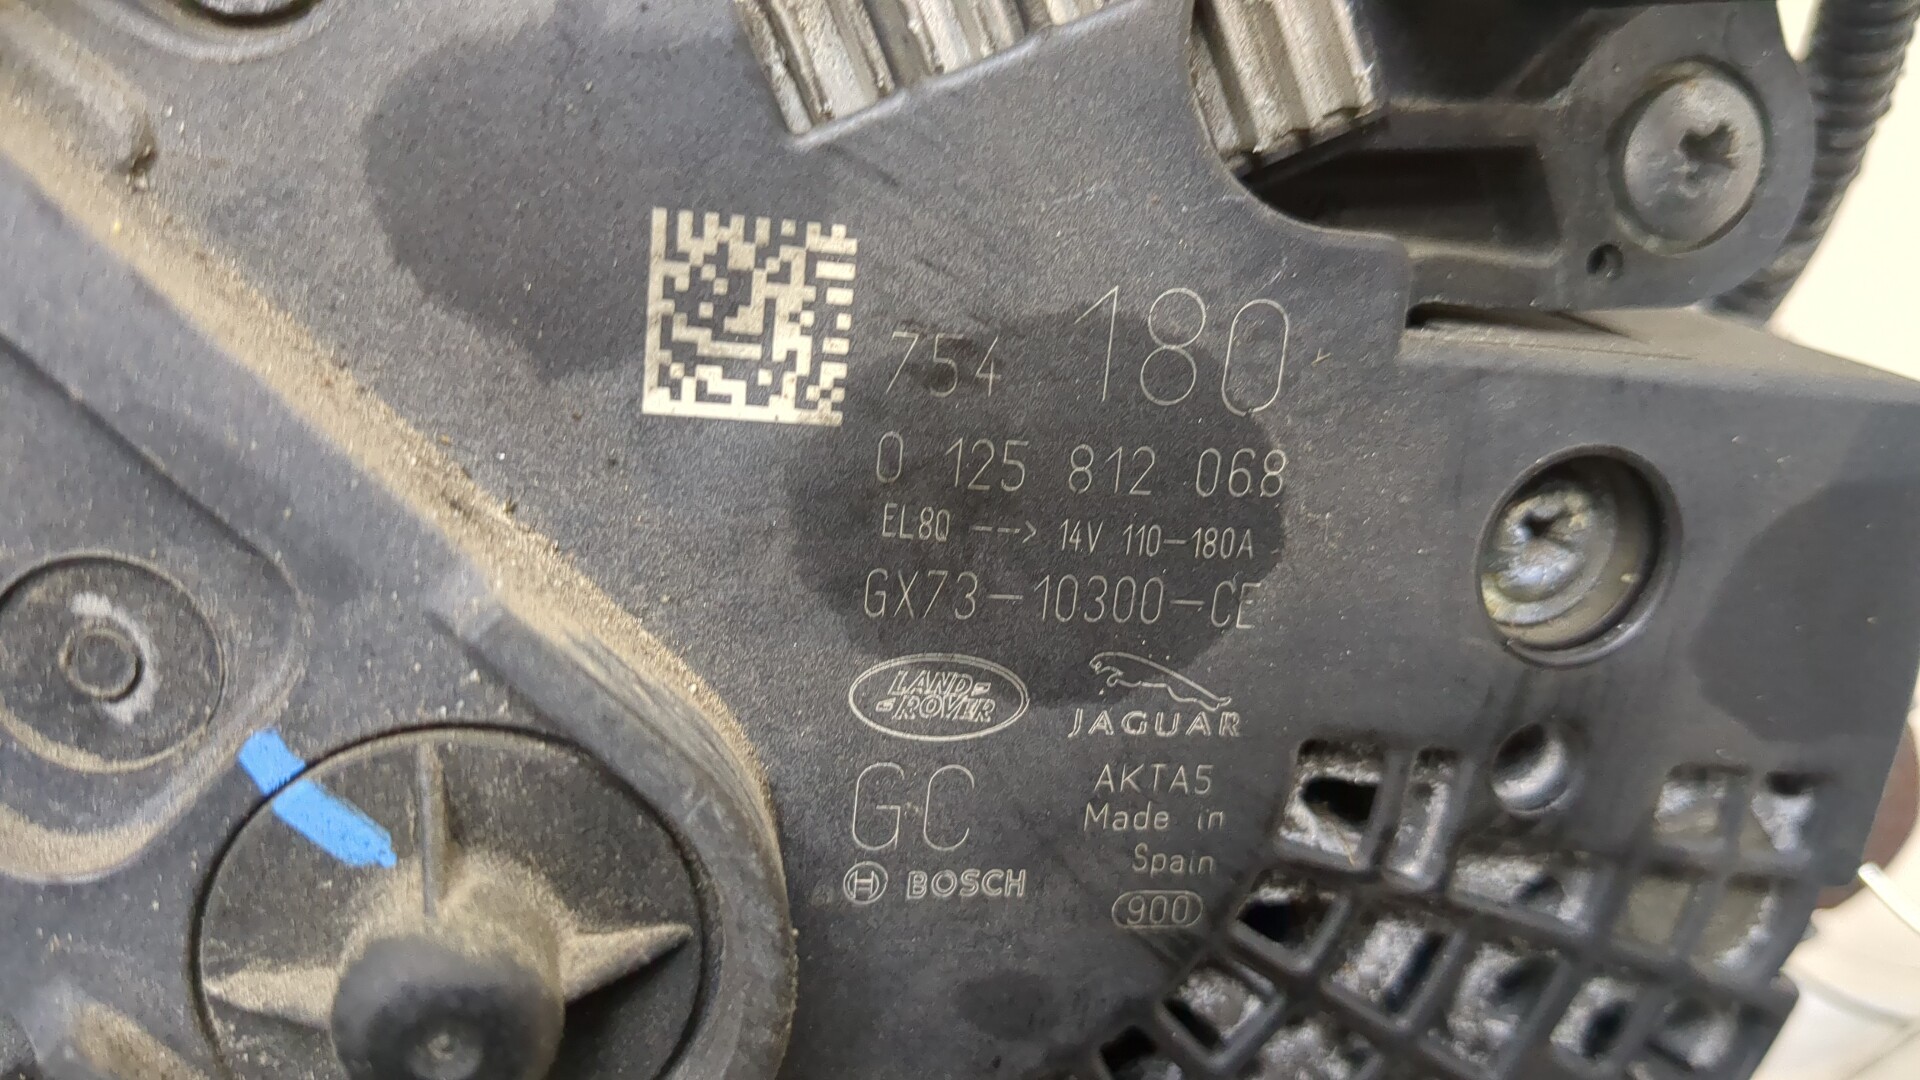 754 180
0 125 812 068
EL8Q ---> 14V 110-180A
GX73-10300-CE
LAND-ROVER
JAGUAR
GC
AKTA5
Made in
Spain
BOSCH
900